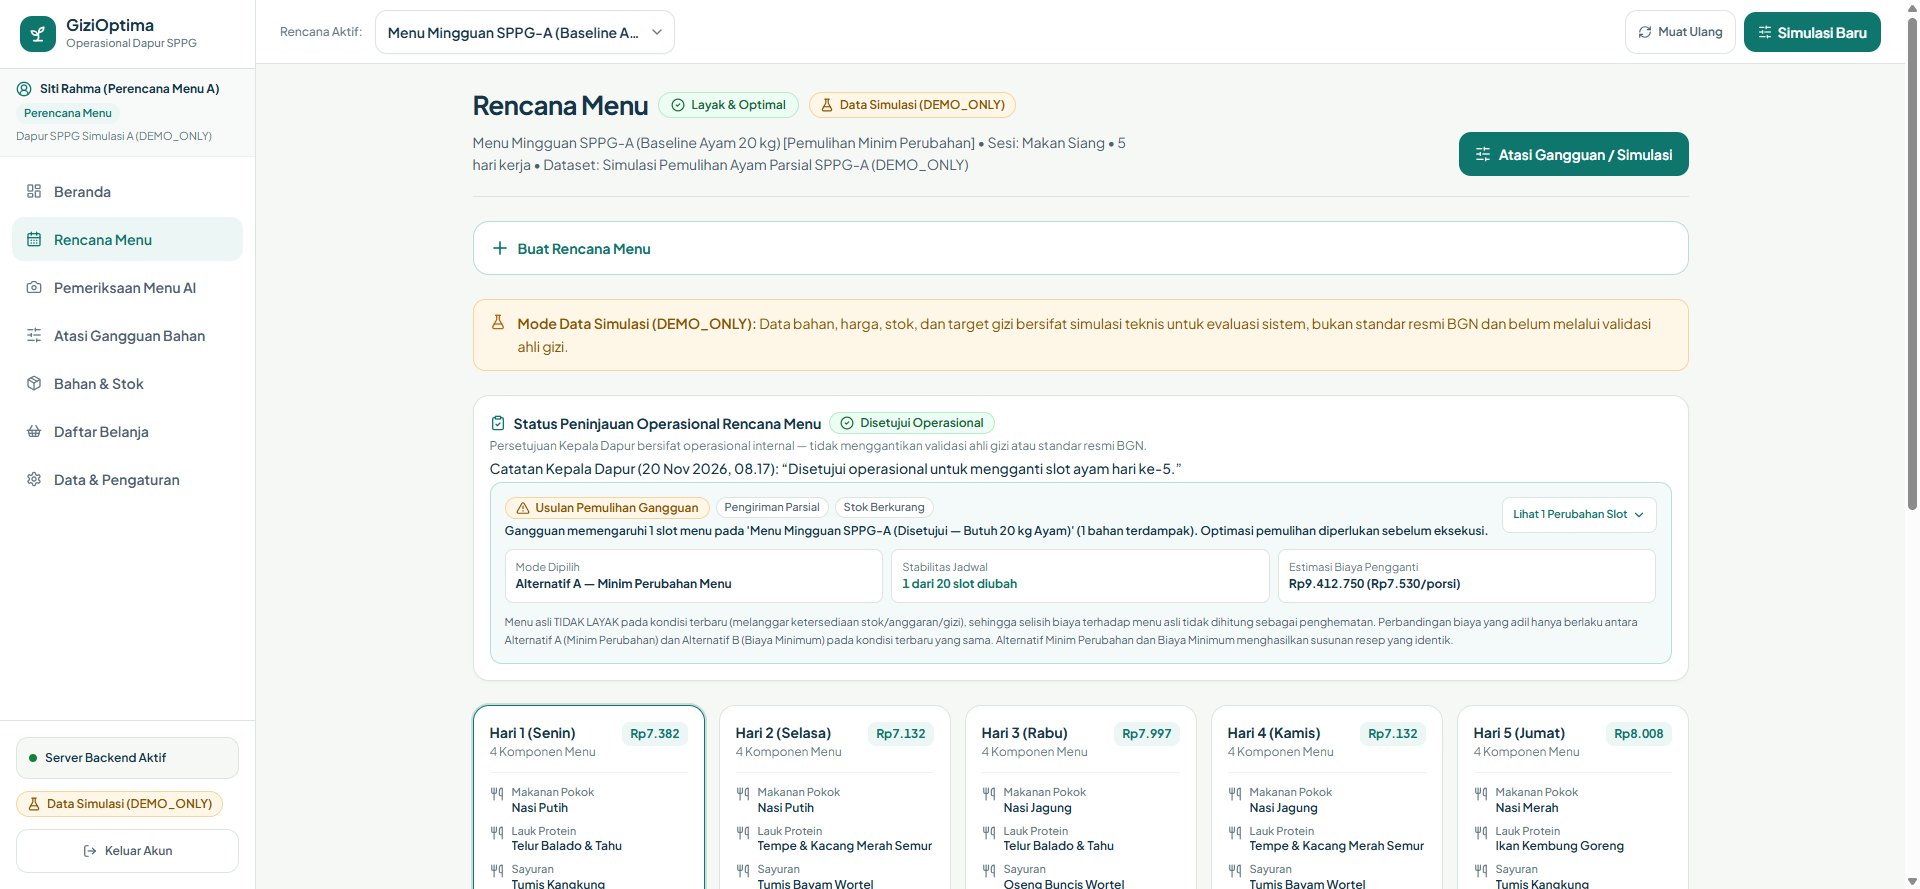 GiziOptima
Operasional Dapur SPPG
Siti Rahma (Perencana Menu A)
Perencana Menu
Dapur SPPG Simulasi A (DEMO_ONLY)
Beranda
Rencana Menu
Pemeriksaan Menu AI
Atasi Gangguan Bahan
Bahan & Stok
Daftar Belanja
Data & Pengaturan
Server Backend Aktif
Data Simulasi (DEMO_ONLY)
Keluar Akun
Rencana Aktif:
Menu Mingguan SPPG-A (Baseline A...
Muat Ulang
Simulasi Baru
Rencana Menu
Layak & Optimal
Data Simulasi (DEMO_ONLY)
Menu Mingguan SPPG-A (Baseline Ayam 20 kg) [Pemulihan Minim Perubahan] • Sesi: Makan Siang • 5
hari kerja • Dataset: Simulasi Pemulihan Ayam Parsial SPPG-A (DEMO_ONLY)
Atasi Gangguan / Simulasi
Buat Rencana Menu
Mode Data Simulasi (DEMO_ONLY): Data bahan, harga, stok, dan target gizi bersifat simulasi teknis untuk evaluasi sistem, bukan standar resmi BGN dan belum melalui validasi
ahli gizi.
Status Peninjauan Operasional Rencana Menu
Disetujui Operasional
Persetujuan Kepala Dapur bersifat operasional internal — tidak menggantikan validasi ahli gizi atau standar resmi BGN.
Catatan Kepala Dapur (20 Nov 2026, 08.17): “Disetujui operasional untuk mengganti slot ayam hari ke-5.”
Usulan Pemulihan Gangguan
Pengiriman Parsial
Stok Berkurang
Lihat 1 Perubahan Slot
Gangguan memengaruhi 1 slot menu pada 'Menu Mingguan SPPG-A (Disetujui — Butuh 20 kg Ayam)' (1 bahan terdampak). Optimasi pemulihan diperlukan sebelum eksekusi.
Mode Dipilih
Alternatif A — Minim Perubahan Menu
Stabilitas Jadwal
1 dari 20 slot diubah
Estimasi Biaya Pengganti
Rp9.412.750 (Rp7.530/porsi)
Menu asli TIDAK LAYAK pada kondisi terbaru (melanggar ketersediaan stok/anggaran/gizi), sehingga selisih biaya terhadap menu asli tidak dihitung sebagai penghematan. Perbandingan biaya yang adil hanya berlaku antara
Alternatif A (Minim Perubahan) dan Alternatif B (Biaya Minimum) pada kondisi terbaru yang sama. Alternatif Minim Perubahan dan Biaya Minimum menghasilkan susunan resep yang identik.
Hari 1 (Senin)
Rp7.382
4 Komponen Menu
Makanan Pokok
Nasi Putih
Lauk Protein
Telur Balado & Tahu
Sayuran
Tumis Kangkung
Hari 2 (Selasa)
Rp7.132
4 Komponen Menu
Makanan Pokok
Nasi Putih
Lauk Protein
Tempe & Kacang Merah Semur
Sayuran
Tumis Bayam Wortel
Hari 3 (Rabu)
Rp7.997
4 Komponen Menu
Makanan Pokok
Nasi Jagung
Lauk Protein
Telur Balado & Tahu
Sayuran
Oseng Buncis Wortel
Hari 4 (Kamis)
Rp7.132
4 Komponen Menu
Makanan Pokok
Nasi Jagung
Lauk Protein
Tempe & Kacang Merah Semur
Sayuran
Tumis Bayam Wortel
Hari 5 (Jumat)
Rp8.008
4 Komponen Menu
Makanan Pokok
Nasi Merah
Lauk Protein
Ikan Kembung Goreng
Sayuran
Tumis Kangkung